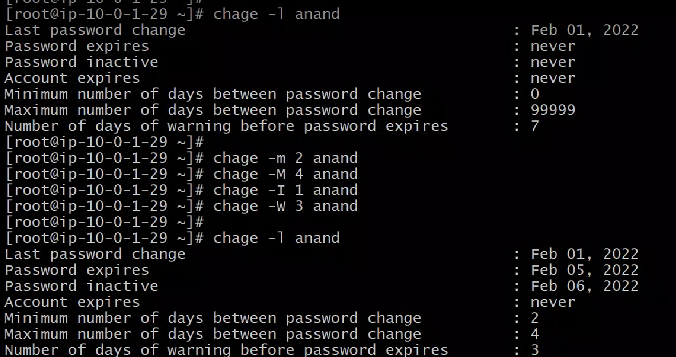 [root@ip-10-0-1-29 ~]#
[root@ip-10-0-1-29 ~]# chage -l anand
Last password change : Feb 01, 2022
Password expires : never
Password inactive : never
Account expires : never
Minimum number of days between password change : 0
Maximum number of days between password change : 99999
Number of days of warning before password expires : 7
[root@ip-10-0-1-29 ~]#
[root@ip-10-0-1-29 ~]# chage -m 2 anand
[root@ip-10-0-1-29 ~]# chage -M 4 anand
[root@ip-10-0-1-29 ~]# chage -I 1 anand
[root@ip-10-0-1-29 ~]# chage -W 3 anand
[root@ip-10-0-1-29 ~]#
[root@ip-10-0-1-29 ~]# chage -l anand
Last password change : Feb 01, 2022
Password expires : Feb 05, 2022
Password inactive : Feb 06, 2022
Account expires : never
Minimum number of days between password change : 2
Maximum number of days between password change : 4
Number of days of warning before password expires : 3